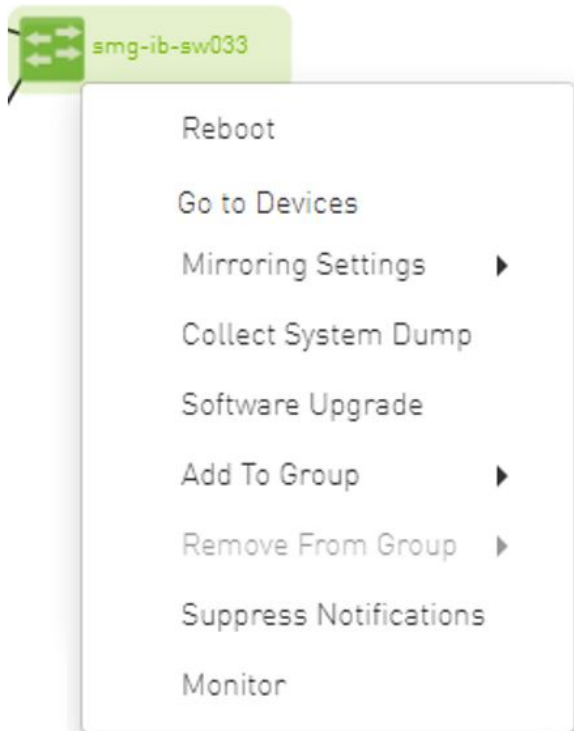 smg-ib-sw033
Reboot
Go to Devices
Mirroring Settings
Collect System Dump
Software Upgrade
Add To Group
Remove From Group
Suppress Notifications
Monitor